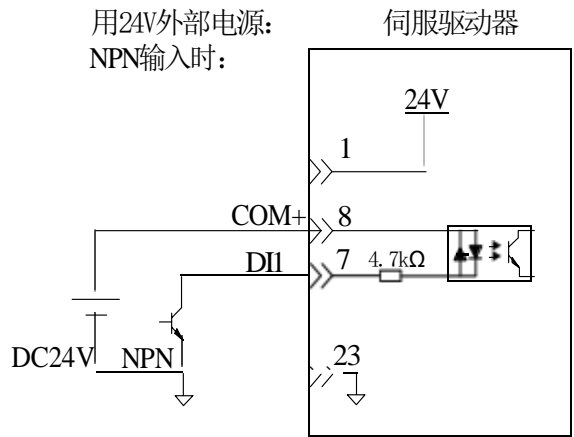 用24V外部电源：
伺服驱动器
NPN输入时：
24V
1
COM+
8
DI1
7
4.7kΩ
DC24V
NPN
23